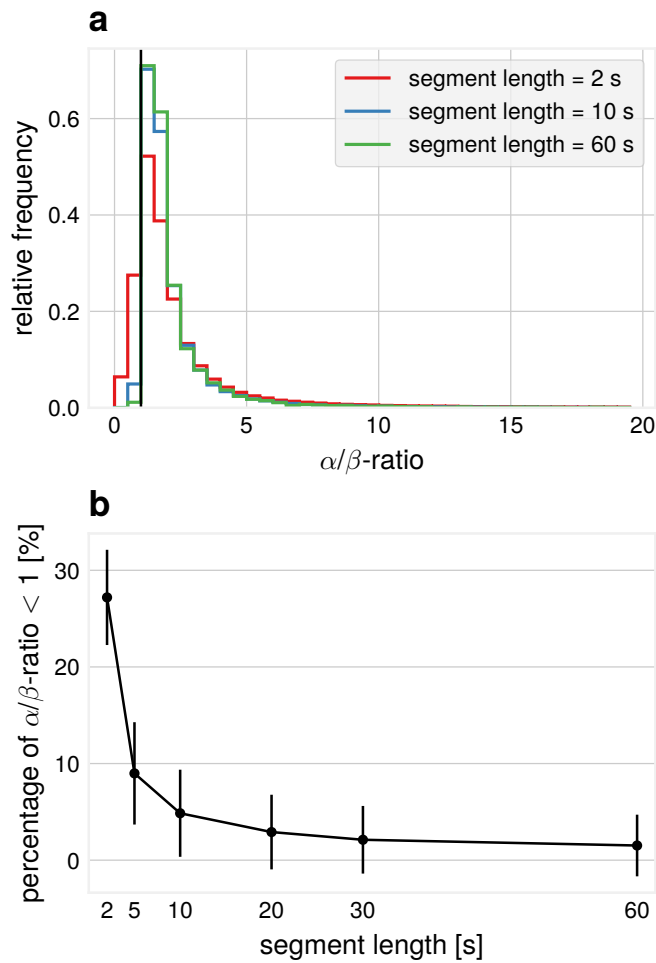 a
relative frequency
0.6
0.4
0.2
0.0
segment length = 2 s
segment length = 10 s
segment length = 60 s
0 5 10 15 20
α/β-ratio
b
percentage of α/β-ratio < 1 [%]
30
20
10
0
2 5 10 20 30 60
segment length [s]